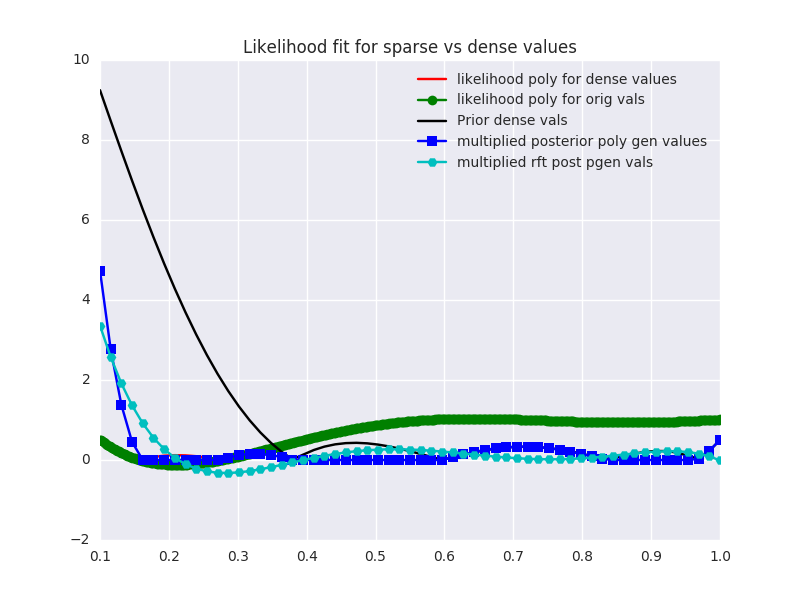 Likelihood fit for sparse vs dense values
likelihood poly for dense values
likelihood poly for orig vals
Prior dense vals
multiplied posterior poly gen values
multiplied rft post pgen vals
10
8
6
4
2
0
−2
0.1 0.2 0.3 0.4 0.5 0.6 0.7 0.8 0.9 1.0